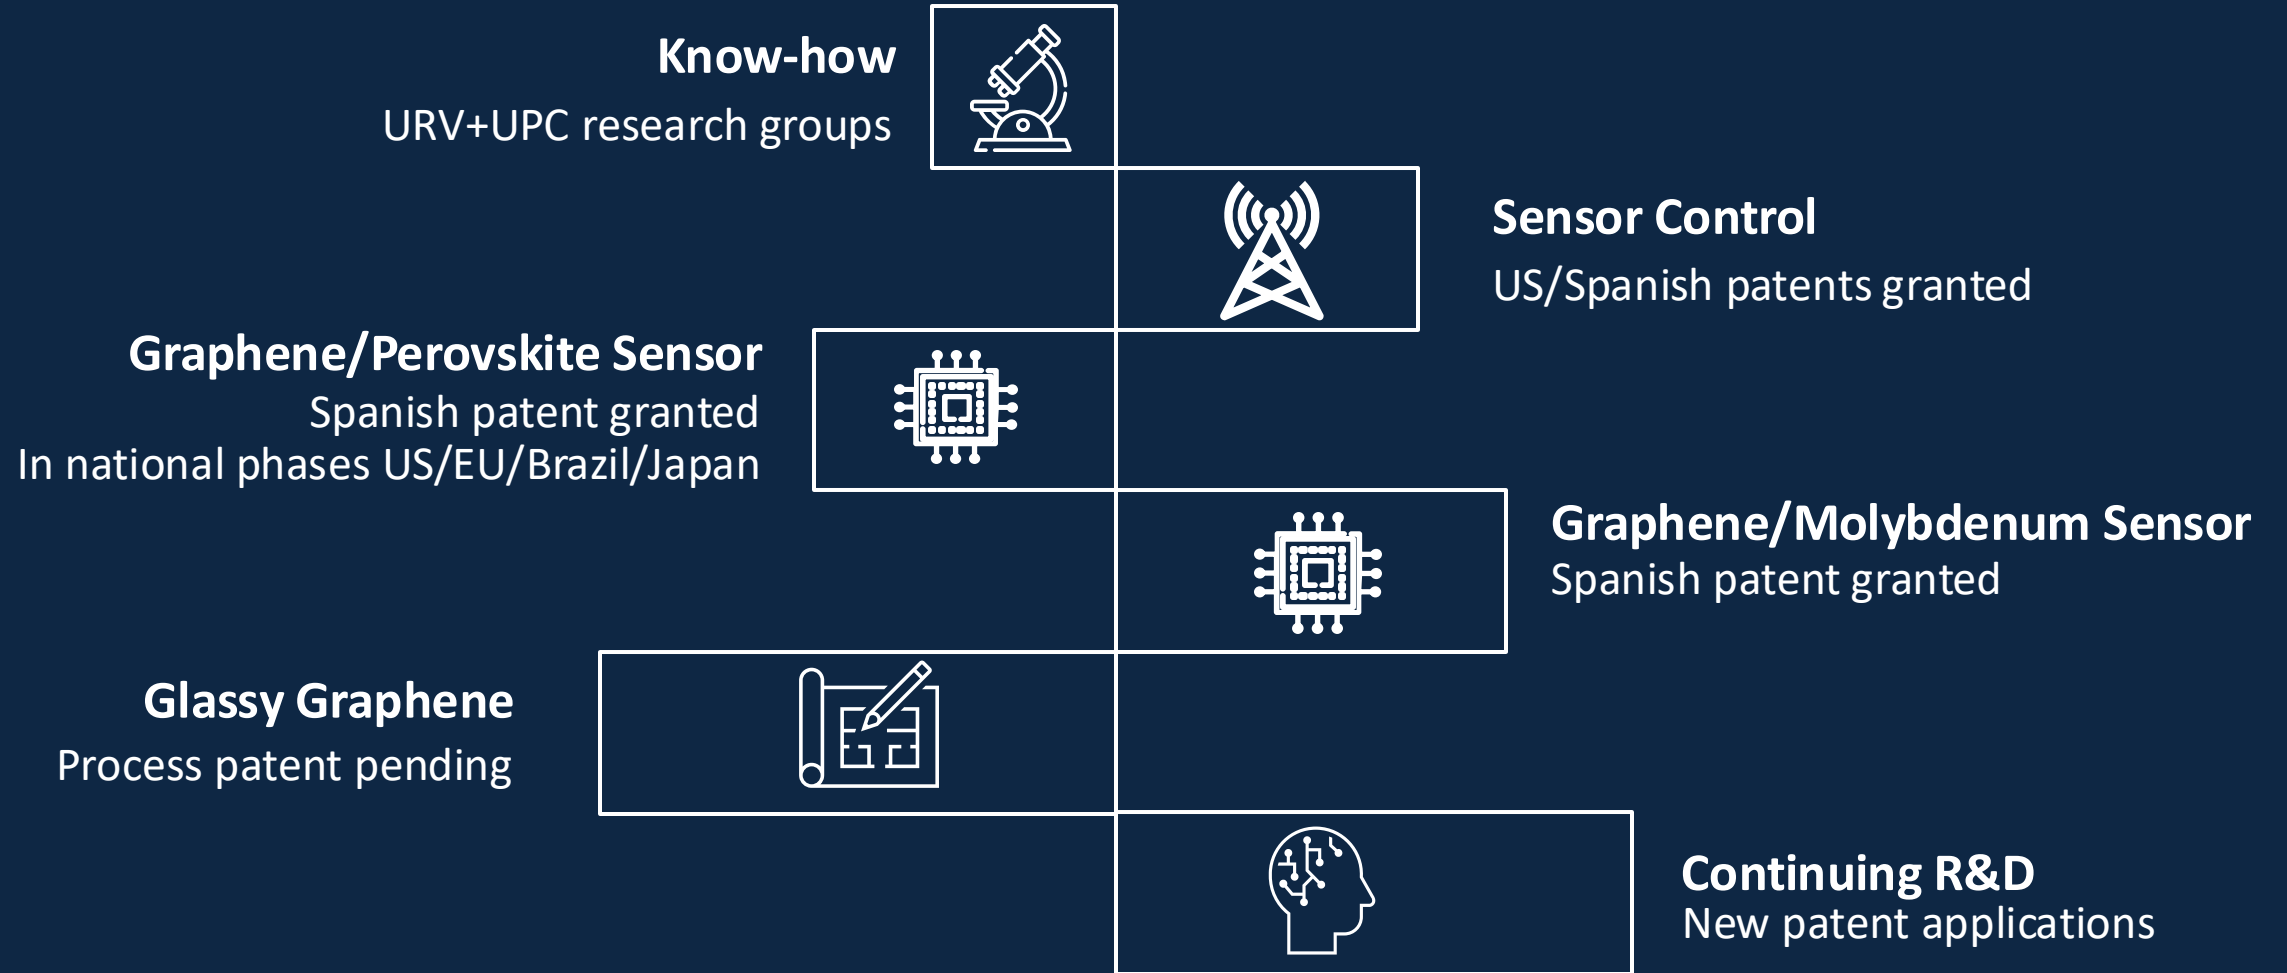 Know-how
URV+UPC research groups
Sensor Control
US/Spanish patents granted
Graphene/Perovskite Sensor
Spanish patent granted
In national phases US/EU/Brazil/Japan
Graphene/Molybdenum Sensor
Spanish patent granted
Glassy Graphene
Process patent pending
Continuing R&D
New patent applications